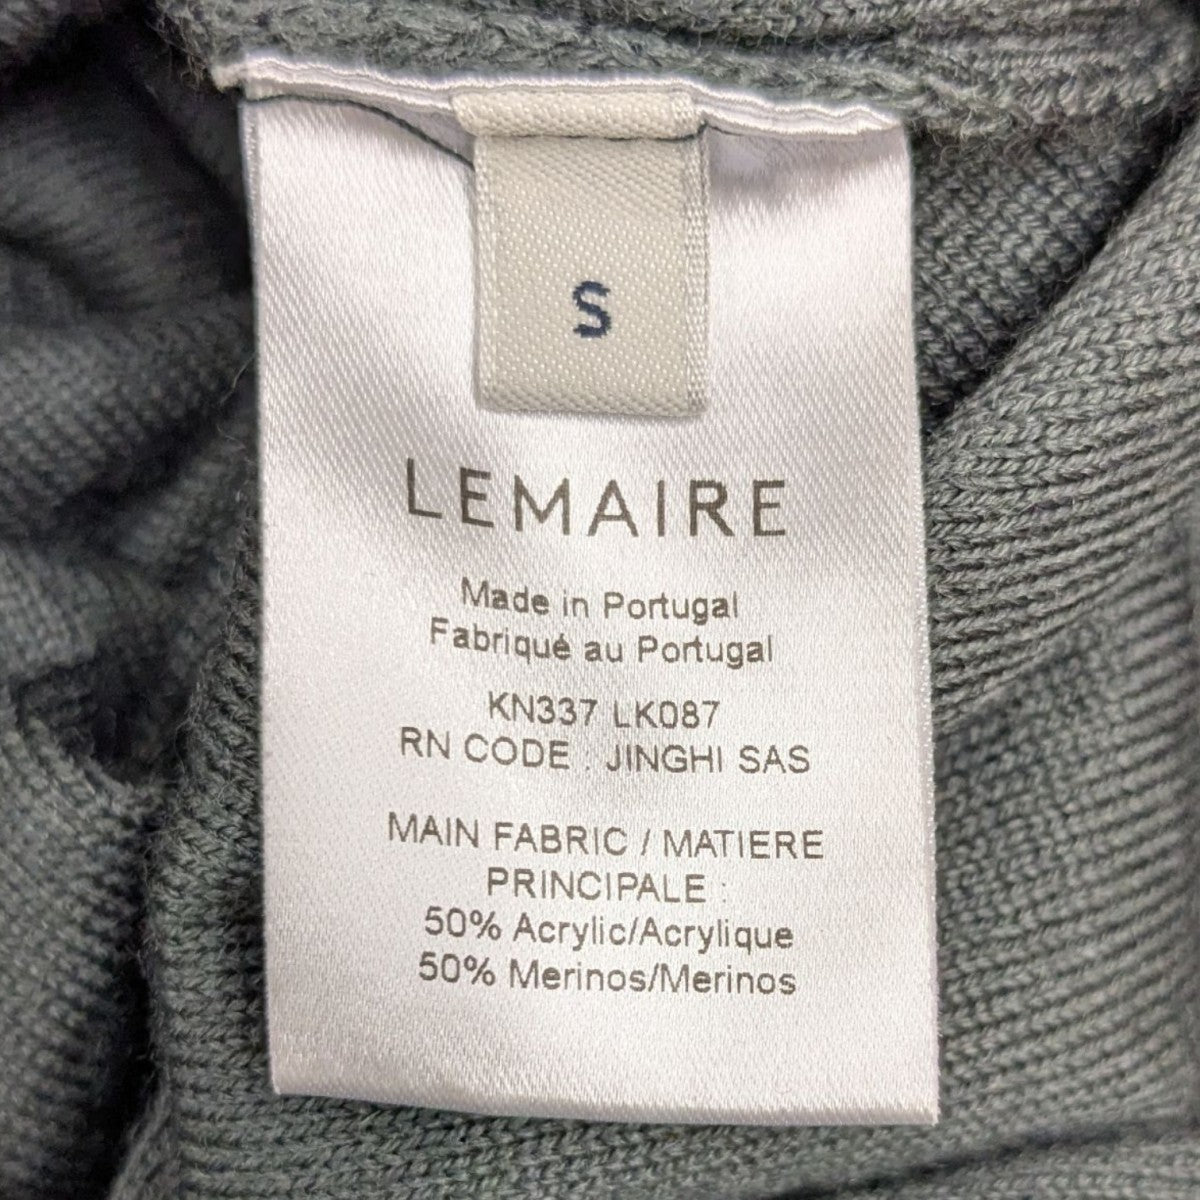 S
LEMAIRE
Made in Portugal
Fabriqué au Portugal
KN337 LK087
RN CODE : JINGHI SAS
MAIN FABRIC / MATIERE
PRINCIPALE :
50% Acrylic/Acrylique
50% Merinos/Merinos